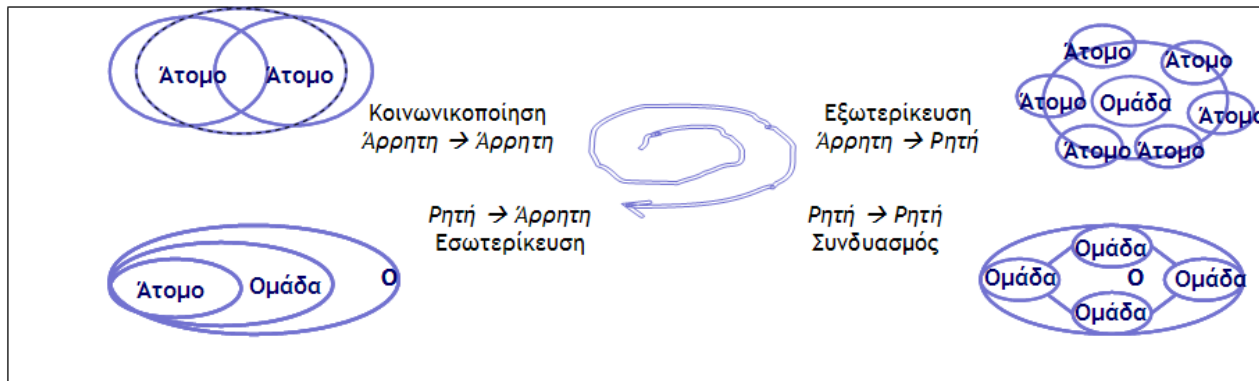 Άτομο Άτομο
Κοινωνικοποίηση
Άρρητη → Άρρητη
Εξωτερίκευση
Άρρητη → Ρητή
Άτομο
Άτομο
Άτομο
Ομάδα
Άτομο
Άτομο
Άτομο
Ρητή → Άρρητη
Εσωτερίκευση
Ρητή → Ρητή
Συνδυασμός
Άτομο Ομάδα Ο
Ομάδα
Ομάδα Ο Ομάδα
Ομάδα